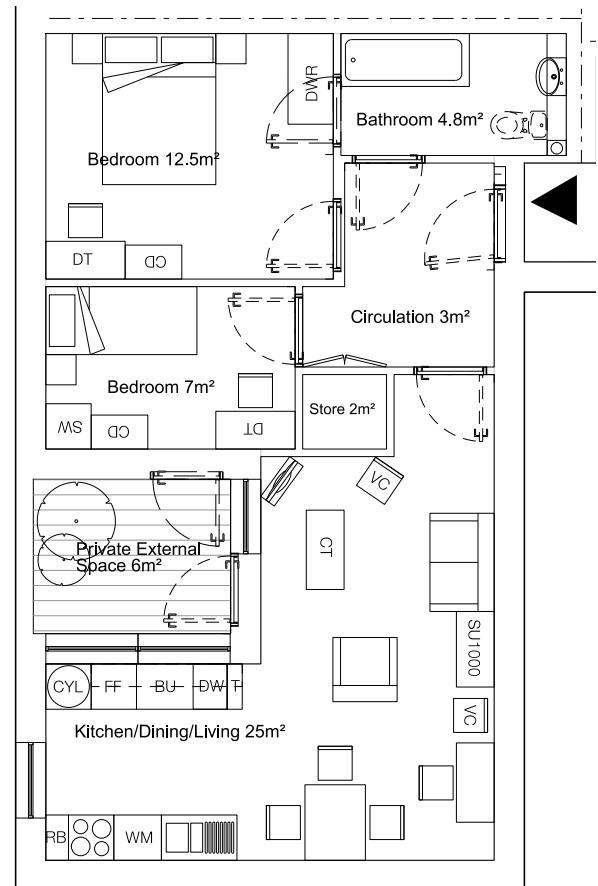 DWR
Bathroom 4.8m²
Bedroom 12.5m²
DT
CD
Circulation 3m²
Bedroom 7m²
Store 2m²
SW
CD
DT
VC
CT
Private External
Space 6m²
SU1000
CYL
FF
BU
DW
T
VC
Kitchen/Dining/Living 25m²
RB
WM